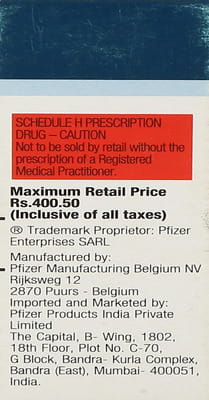 SCHEDULE H PRESCRIPTION
DRUG – CAUTION
Not to be sold by retail without the
prescription of a Registered
Medical Practitioner.
Maximum Retail Price
Rs.400.50
(Inclusive of all taxes)
® Trademark Proprietor: Pfizer
Enterprises SARL
Manufactured by:
Pfizer Manufacturing Belgium NV
Rijksweg 12
2870 Puurs - Belgium
Imported and Marketed by:
Pfizer Products India Private
Limited
The Capital, B- Wing, 1802,
18th Floor, Plot No. C-70,
G Block, Bandra- Kurla Complex,
Bandra (East), Mumbai- 400051,
India.